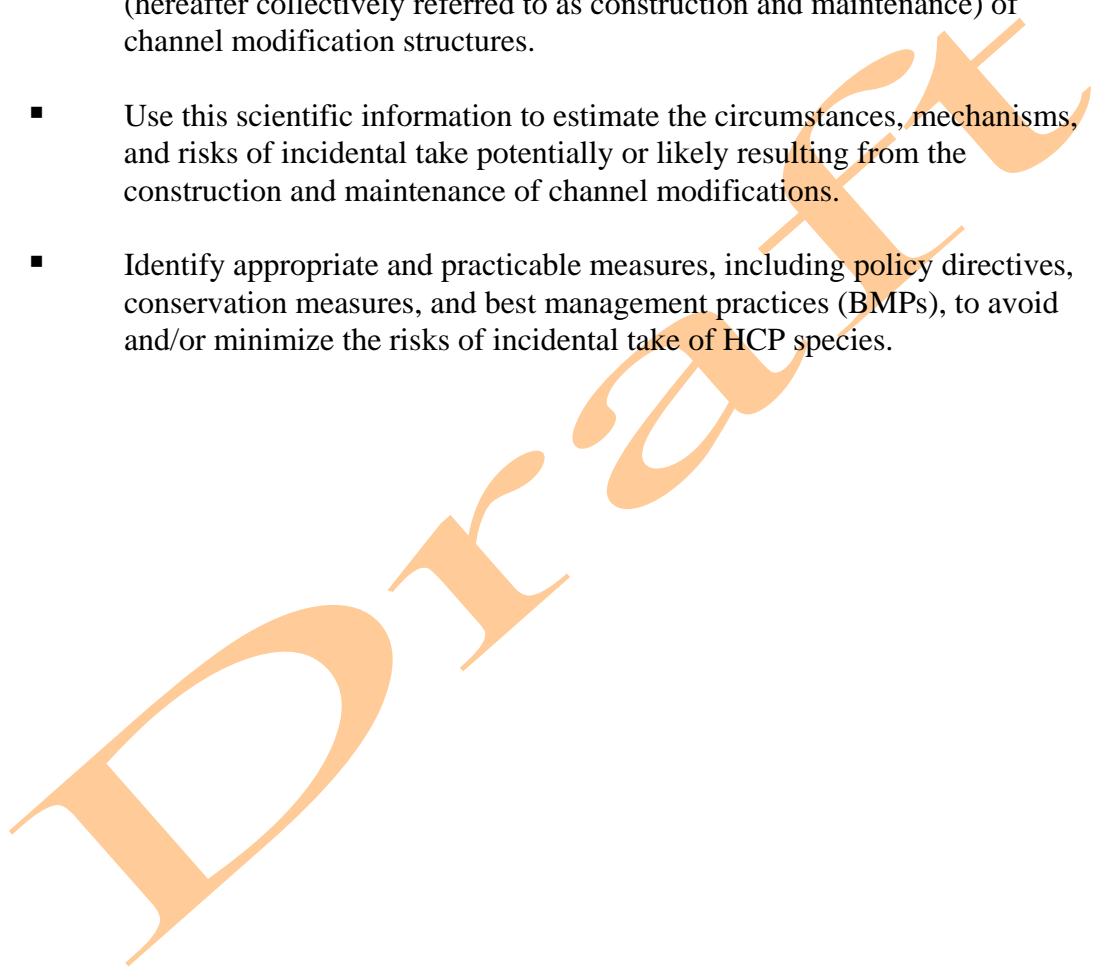 (hereafter collectively referred to as construction and maintenance) of
channel modification structures.
▪ Use this scientific information to estimate the circumstances, mechanisms,
and risks of incidental take potentially or likely resulting from the
construction and maintenance of channel modifications.
▪ Identify appropriate and practicable measures, including policy directives,
conservation measures, and best management practices (BMPs), to avoid
and/or minimize the risks of incidental take of HCP species.
Draft